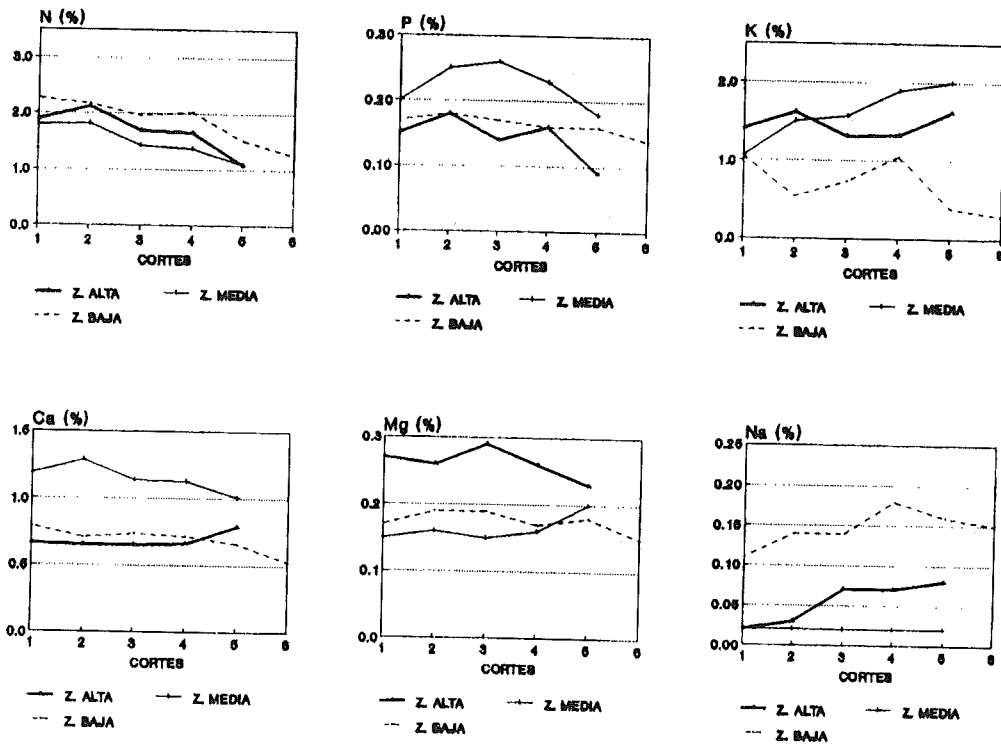 N (%)
3.0
2.0
1.0
0.0
1 2 3 4 5 6
CORTES
Z. ALTA Z. MEDIA
Z. BAJA
P (%)
0.30
0.20
0.10
0.00
1 2 3 4 5 6
CORTES
Z. ALTA Z. MEDIA
Z. BAJA
K (%)
2.0
1.0
0.0
1 2 3 4 5 6
CORTES
Z. ALTA Z. MEDIA
Z. BAJA
Ca (%)
1.5
1.0
0.5
0.0
1 2 3 4 5 6
CORTES
Z. ALTA Z. MEDIA
Z. BAJA
Mg (%)
0.3
0.2
0.1
0.0
1 2 3 4 5 6
CORTES
Z. ALTA Z. MEDIA
Z. BAJA
Na (%)
0.25
0.20
0.15
0.10
0.05
0.00
1 2 3 4 5 6
CORTES
Z. ALTA Z. MEDIA
Z. BAJA